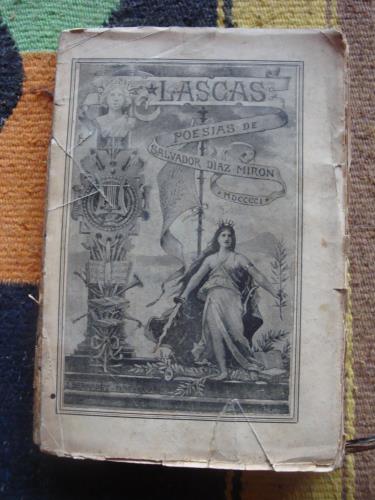 LASCAS
POESIAS DE
SALVADOR DIAZ MIRON
MDCCCCI